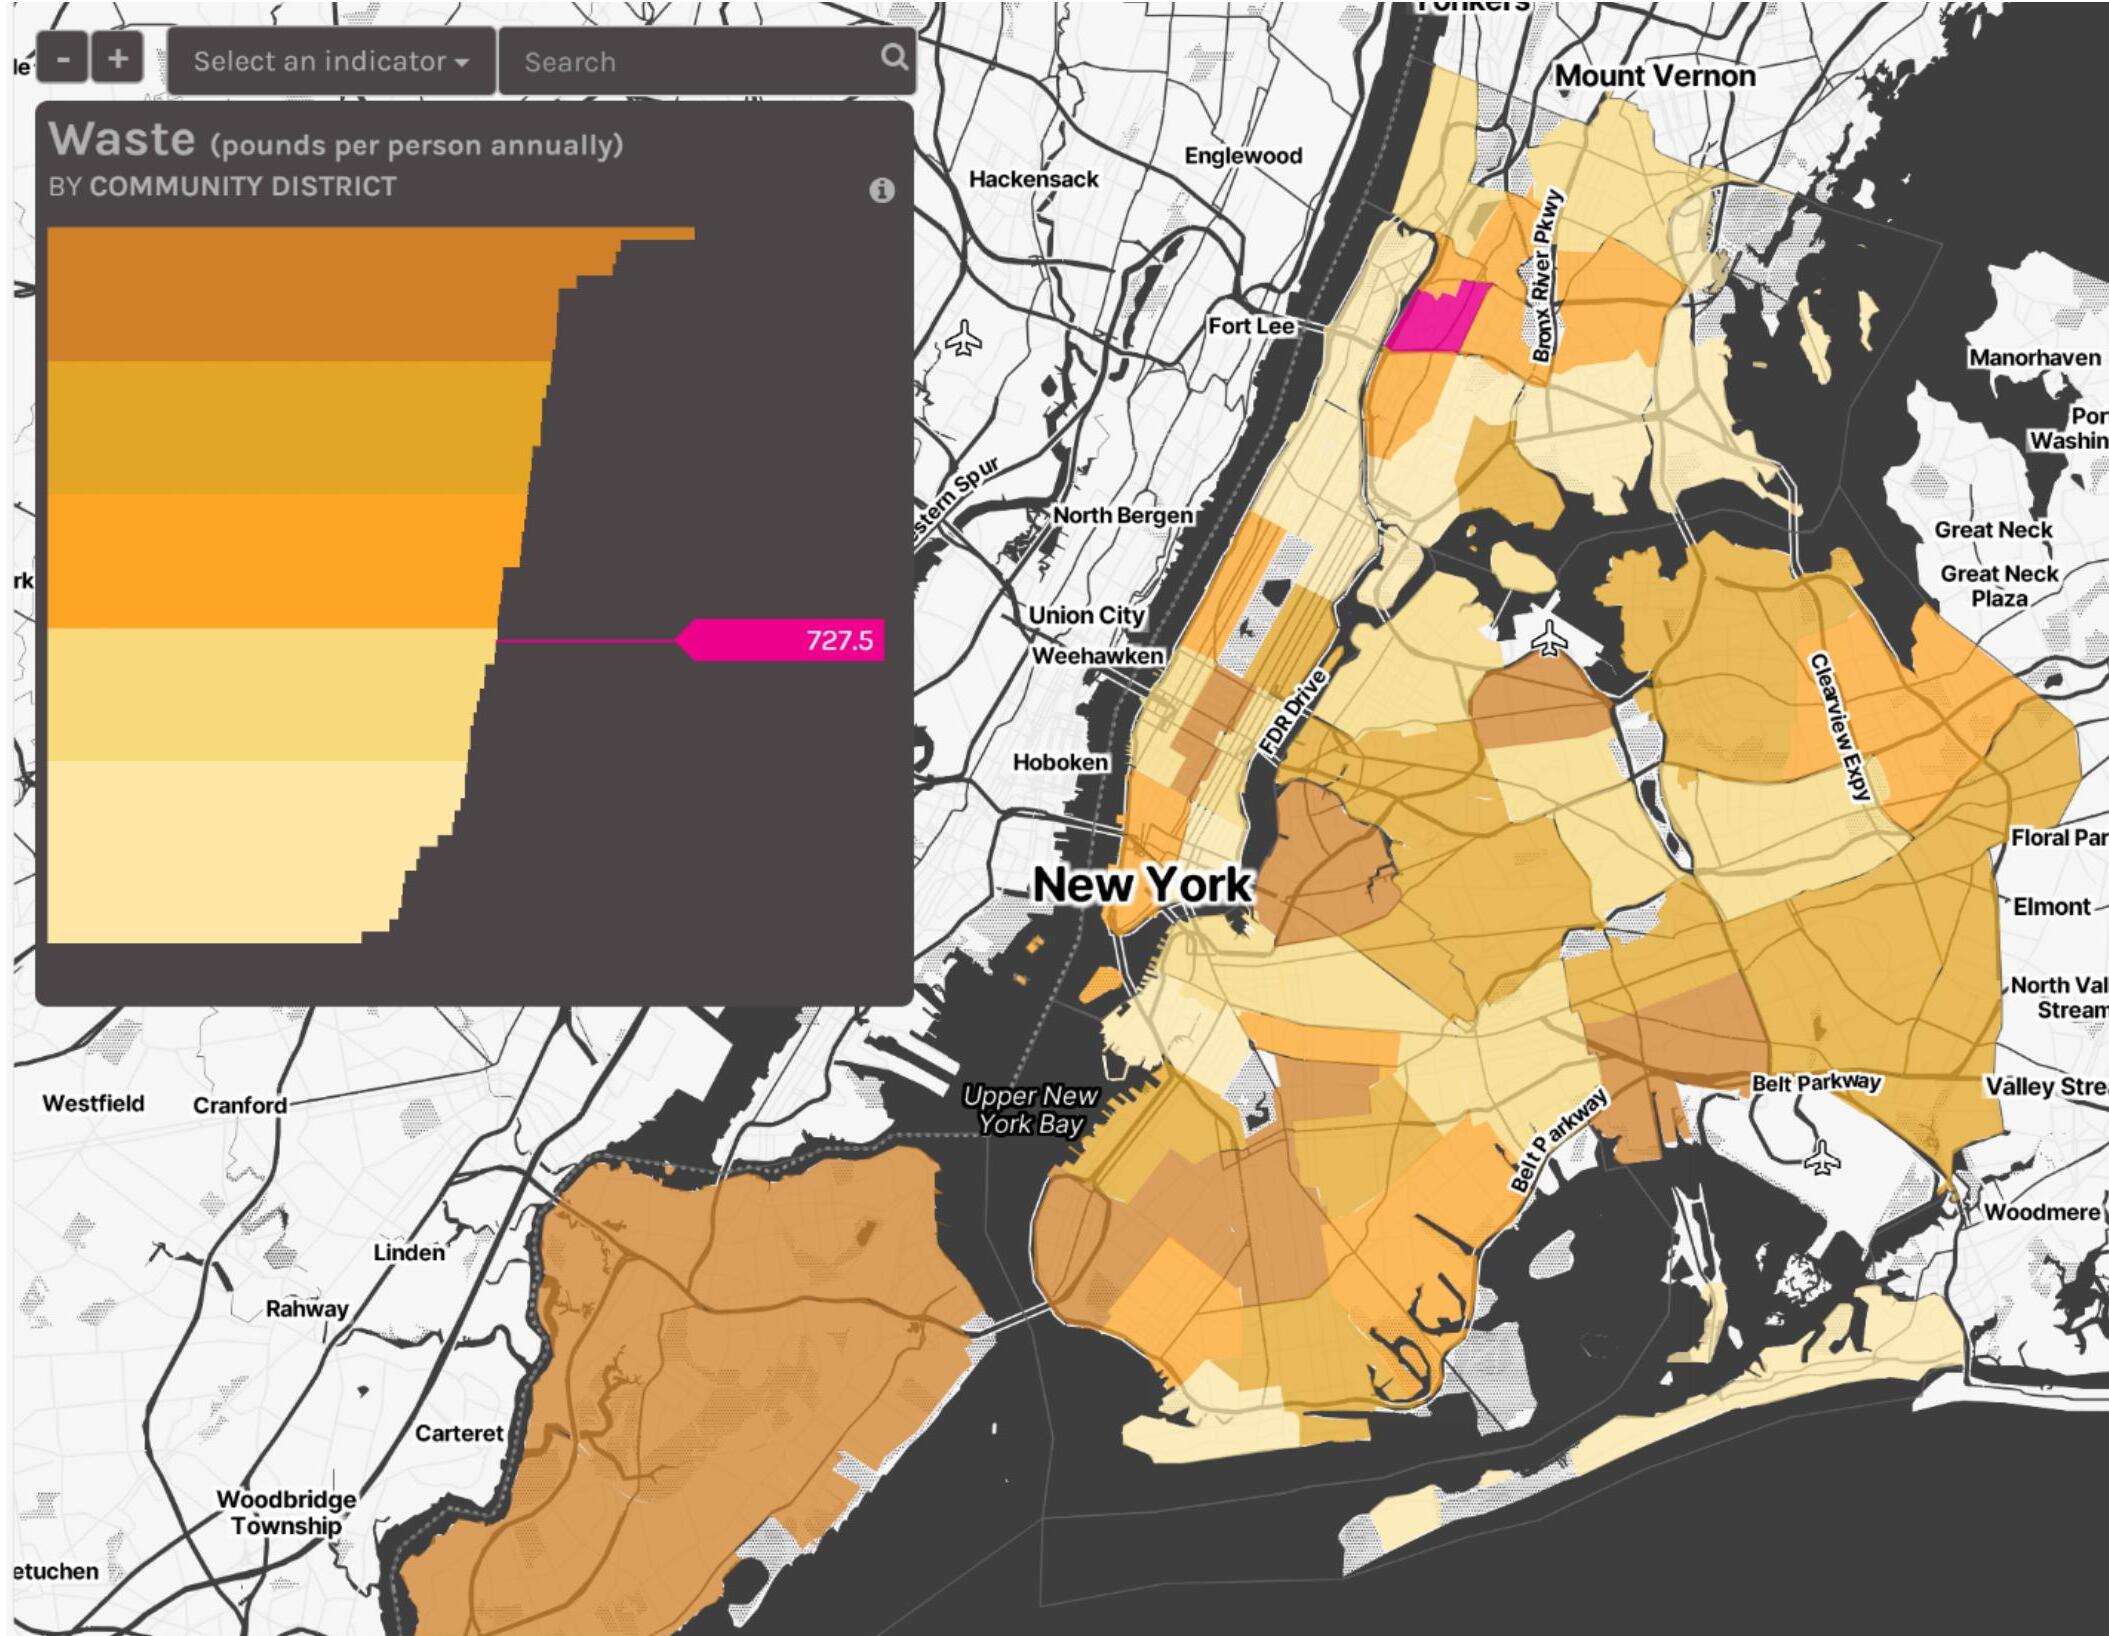 - + Select an indicator Search
Waste (pounds per person annually)
BY COMMUNITY DISTRICT
727.5
Yonkers
Mount Vernon
Englewood
Hackensack
Bronx River Pkwy
Fort Lee
Manorhaven
Por
Washin
stern Spur
North Bergen
Great Neck
Great Neck
Plaza
rk
Union City
Weehawken
FDR Drive
Clearview Expy
Hoboken
Floral Par
New York
Elmont
North Val
Stream
Upper New
York Bay
Belt Parkway
Valley Stre
Westfield
Cranford
Belt Parkway
Woodmere
Linden
Rahway
Carteret
Woodbridge
Township
etuchen